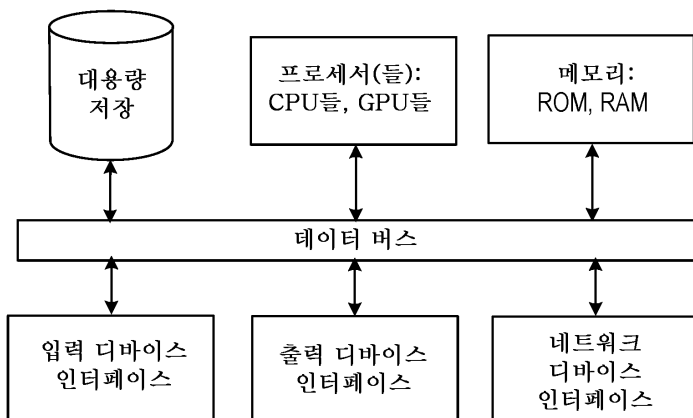 대용량
저장
프로세서(들):
CPU들, GPU들
메모리:
ROM, RAM
데이터 버스
입력 디바이스
인터페이스
출력 디바이스
인터페이스
네트워크
디바이스
인터페이스